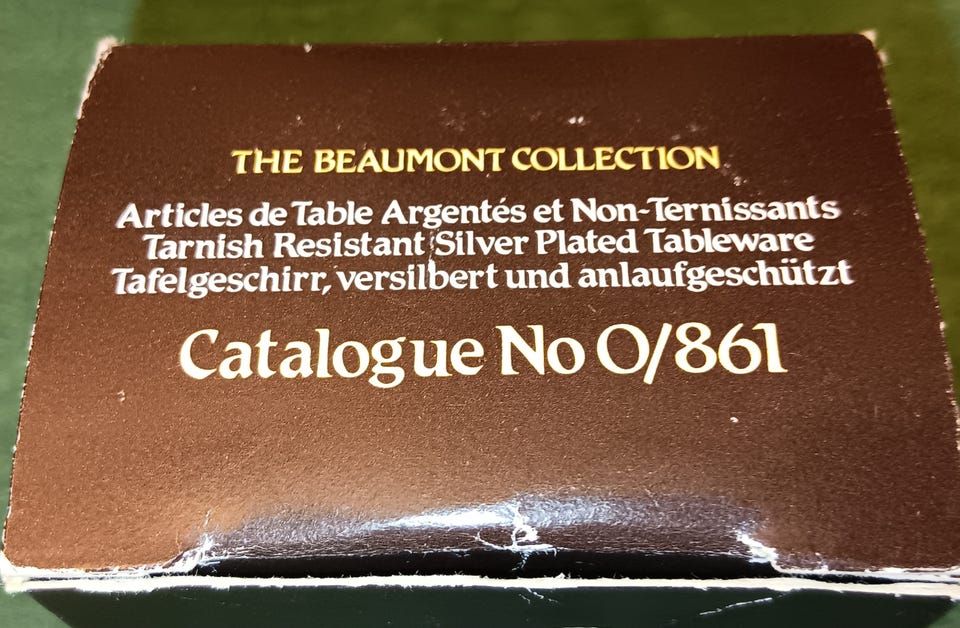 THE BEAUMONT COLLECTION
Articles de Table Argentés et Non-Ternissants
Tarnish Resistant Silver Plated Tableware
Tafelgeschirr, versilbert und anlaufgeschützt
Catalogue No O/861